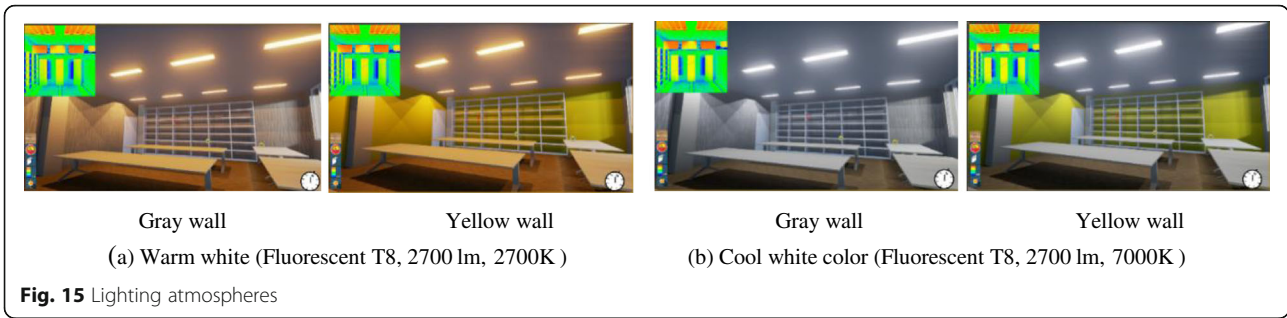 Gray wall
Yellow wall
Gray wall
Yellow wall
(a) Warm white (Fluorescent T8, 2700 lm, 2700K )
(b) Cool white color (Fluorescent T8, 2700 lm, 7000K )
Fig. 15 Lighting atmospheres